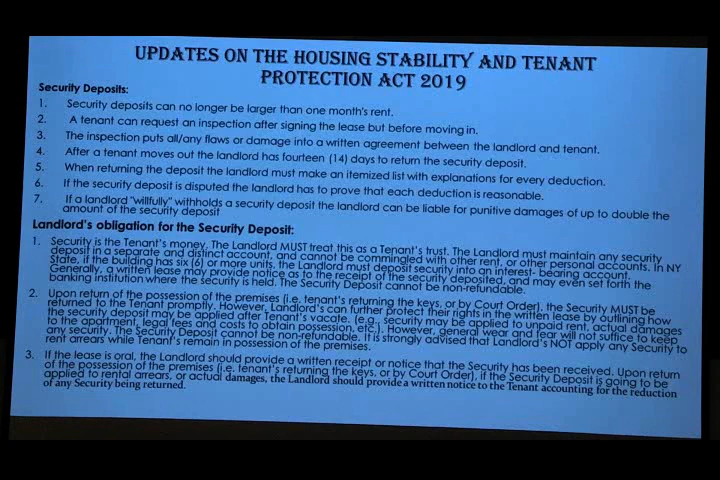 UPDATES ON THE HOUSING STABILITY AND TENANT
PROTECTION ACT 2019
Security Deposits:
1. Security deposits can no longer be larger than one month's rent.
2. A tenant can request an inspection after signing the lease but before moving in.
3. The inspection puts all/any flaws or damage into a written agreement between the landlord and tenant.
4. After a tenant moves out the landlord has fourteen (14) days to return the security deposit.
5. When returning the deposit the landlord must make an itemized list with explanations for every deduction.
6. If the security deposit is disputed the landlord has to prove that each deduction is reasonable.
7. If a landlord "willfully" withholds a security deposit the landlord can be liable for punitive damages of up to double the
amount of the security deposit
Landlord's obligation for the Security Deposit:
1. Security is the Tenant's money. The Landlord MUST treat this as a Tenant's trust. The Landlord must maintain any security
deposit in a separate and distinct account, and cannot be commingled with other rent, or other personal accounts. In NY
State, if the building has six (6) or more units, the Landlord must deposit security into an interest- bearing account.
Generally, a written lease may provide notice as to the receipt of the security deposited, and may even set forth the
banking institution where the security is held. The Security Deposit cannot be non-refundable.
2. Upon return of the possession of the premises (i.e. tenant's returning the keys, or by Court Order), the Security MUST be
returned to the Tenant promptly. However, Landlord's can further protect their rights in the written lease by outlining how
the security deposit may be applied after Tenant's vacate. (e.g., security may be applied to unpaid rent, actual damages
to the apartment, legal fees and costs to obtain possession, etc.). However, general wear and tear will not suffice to keep
any security. The Security Deposit cannot be non-refundable. It is strongly advised that Landlord's NOT apply any Security to
rent arrears while Tenant's remain in possession of the premises.
3. If the lease is oral, the Landlord should provide a written receipt or notice that the Security has been received. Upon return
of the possession of the premises (i.e. tenant's returning the keys, or by Court Order), if the Security Deposit is going to be
applied to rental arrears, or actual damages, the Landlord should provide a written notice to the Tenant accounting for the reduction
of any Security being returned.